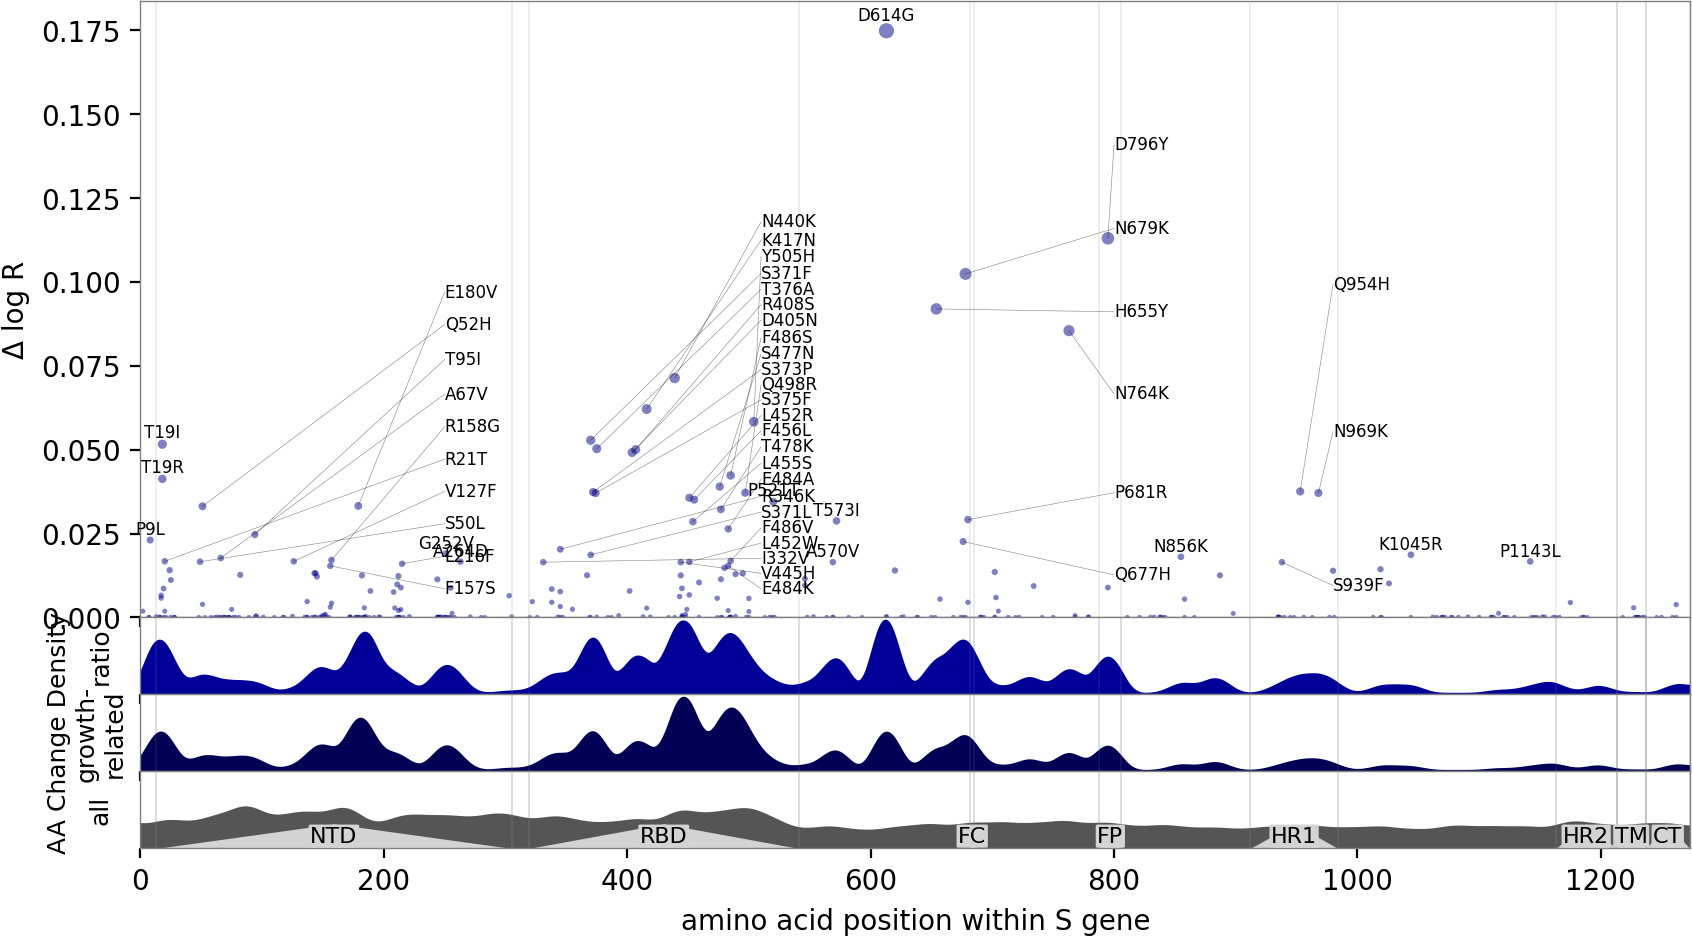 D614G
0.175
0.150
D796Y
0.125
N440K
N679K
K417N
Y505H
S371F
0.100
Q954H
T376A
E180V
R408S
H655Y
D405N
Q52H
F486S
Δ log R
S477N
T95I
0.075
S373P
Q498R
A67V
N764K
S375F
L452R
R158G
F456L
T19I
N969K
T478K
0.050
R21T
L455S
T19R
E484A
V127F
P521T
P681R
R346K
T573I
S371L
S50L
P9L
F486V
0.025
G252V
L452W
A264D
A570V
N856K
K1045R
P1143L
L216F
I332V
V445H
Q677H
F157S
E484K
S939F
0.000
AA Change Density
ratio
growth-
related
all
NTD
RBD
FC
FP
HR1
HR2
TM
CT
0
200
400
600
800
1000
1200
amino acid position within S gene